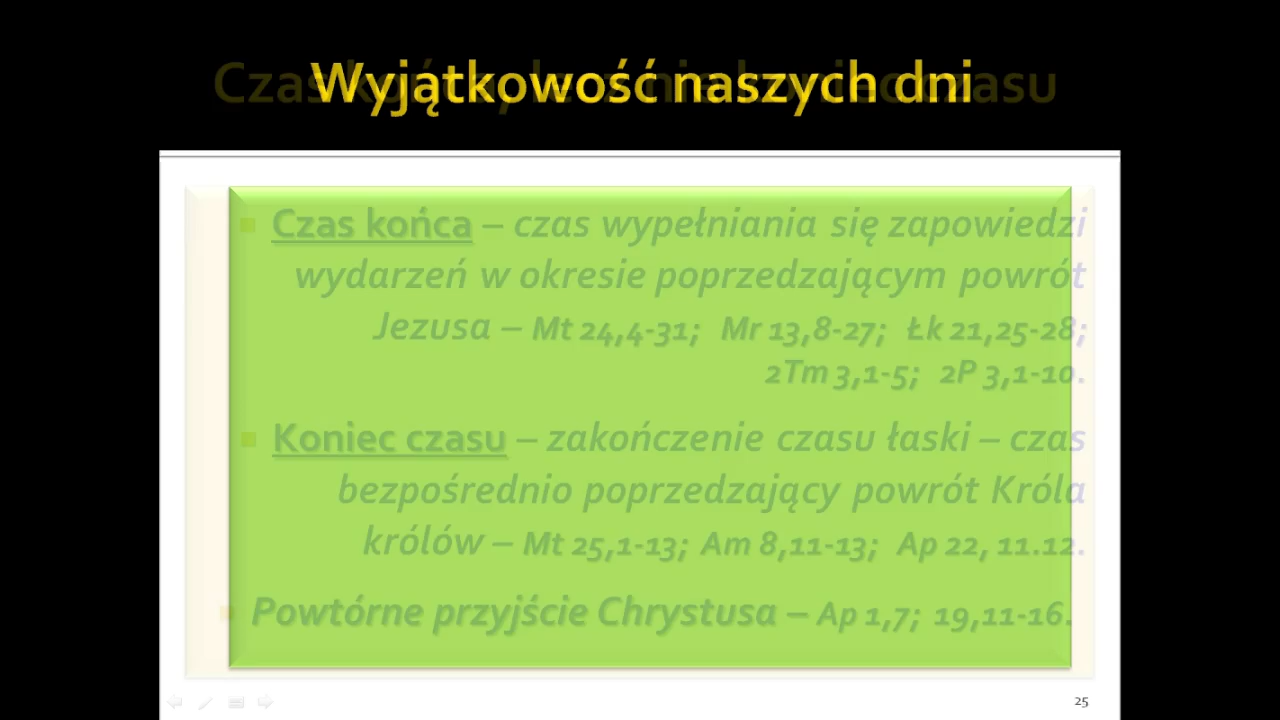 Wyjątkowość naszych dni
Czas końca – czas wypełniania się zapowiedzi
wydarzeń w okresie poprzedzającym powrót
Jezusa – Mt 24,4-31; Mr 13,8-27; Łk 21,25-28;
2Tm 3,1-5; 2P 3,1-10.
Koniec czasu – zakończenie czasu łaski – czas
bezpośrednio poprzedzający powrót Króla
królów – Mt 25,1-13; Am 8,11-13; Ap 22, 11.12.
Powtórne przyjście Chrystusa – Ap 1,7; 19,11-16.
25